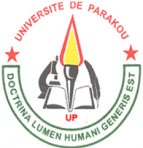 UNIVERSITE DE PARAKOU
UP
DOCTRINA LUMEN HUMANI GENERIS EST